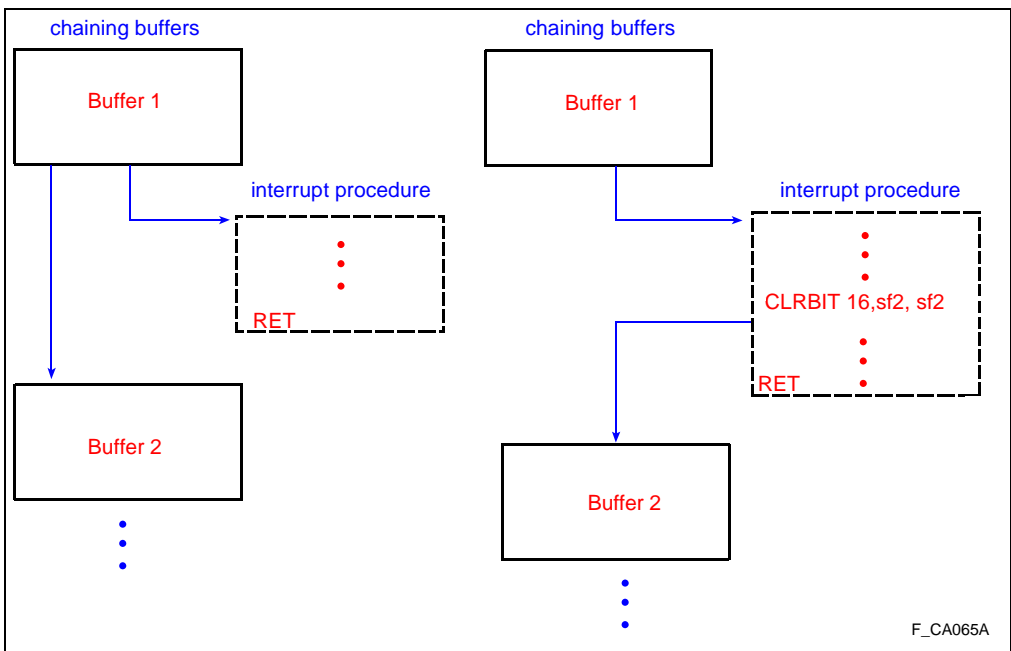 chaining buffers
Buffer 1
interrupt procedure
RET
Buffer 2
chaining buffers
Buffer 1
interrupt procedure
CLRBIT 16,sf2, sf2
RET
Buffer 2
F_CA065A